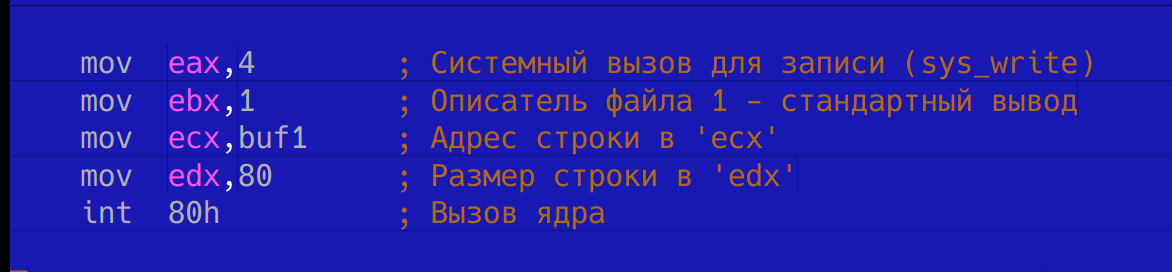 mov eax,4 ; Системный вызов для записи (sys_write)
mov ebx,1 ; Описатель файла 1 - стандартный вывод
mov ecx,buf1 ; Адрес строки в 'ecx'
mov edx,80 ; Размер строки в 'edx'
int 80h ; Вызов ядра